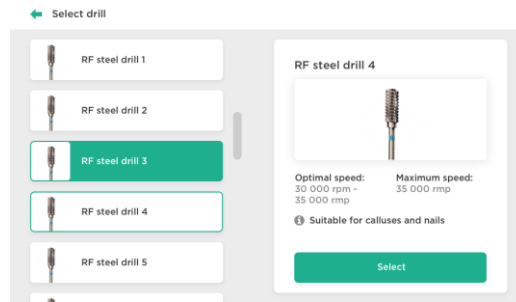 Select drill
RF steel drill 1
RF steel drill 2
RF steel drill 3
RF steel drill 4
RF steel drill 5
RF steel drill 4
Optimal speed:
30 000 rpm -
35 000 rmp
Maximum speed:
35 000 rmp
Suitable for calluses and nails
Select